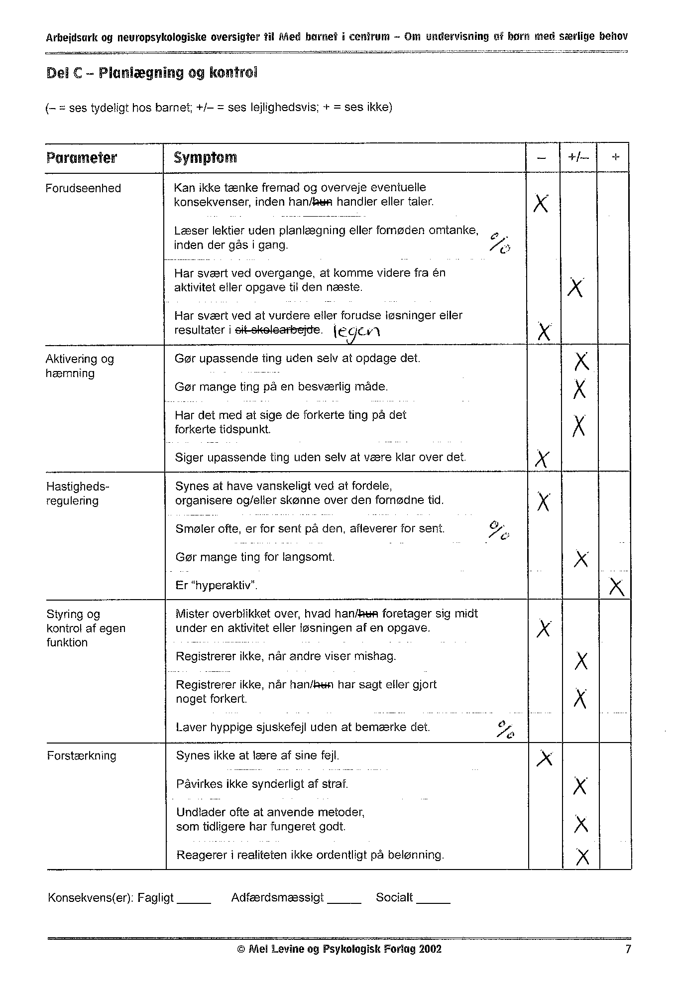 Arbejdsark og neuropsykologiske oversigter til Med barnet i centrum – Om undervisning af børn med særlige behov
Del C – Planlægning og kontrol
(– = ses tydeligt hos barnet; +/– = ses lejlighedsvis; + = ses ikke)
Parameter Symptom – +/– +
Forudseenhed Kan ikke tænke fremad og overveje eventuelle
konsekvenser, inden han/hun handler eller taler. X
Læser lektier uden planlægning eller fornøden omtanke,
inden der gås i gang. %
Har svært ved overgange, at komme videre fra én
aktivitet eller opgave til den næste. X
Har svært ved at vurdere eller forudse løsninger eller
resultater i sit skolearbejde. legen X
Aktivering og Gør upassende ting uden selv at opdage det. X
hæmning
Gør mange ting på en besværlig måde. X
Har det med at sige de forkerte ting på det
forkerte tidspunkt. X
Siger upassende ting uden selv at være klar over det. X
Hastigheds- Synes at have vanskeligt ved at fordele,
regulering organisere og/eller skønne over den fornødne tid. X
Smøler ofte, er for sent på den, afleverer for sent. %
Gør mange ting for langsomt. X
Er "hyperaktiv". X
Styring og Mister overblikket over, hvad han/hun foretager sig midt
kontrol af egen under en aktivitet eller løsningen af en opgave. X
funktion
Registrerer ikke, når andre viser mishag. X
Registrerer ikke, når han/hun har sagt eller gjort
noget forkert. X
Laver hyppige sjuskefejl uden at bemærke det. %
Forstærkning Synes ikke at lære af sine fejl. X
Påvirkes ikke synderligt af straf. X
Undlader ofte at anvende metoder,
som tidligere har fungeret godt. X
Reagerer i realiteten ikke ordentligt på belønning. X
Konsekvens(er): Fagligt _____ Adfærdsmæssigt _____ Socialt _____
© Mel Levine og Psykologisk Forlag 2002 7